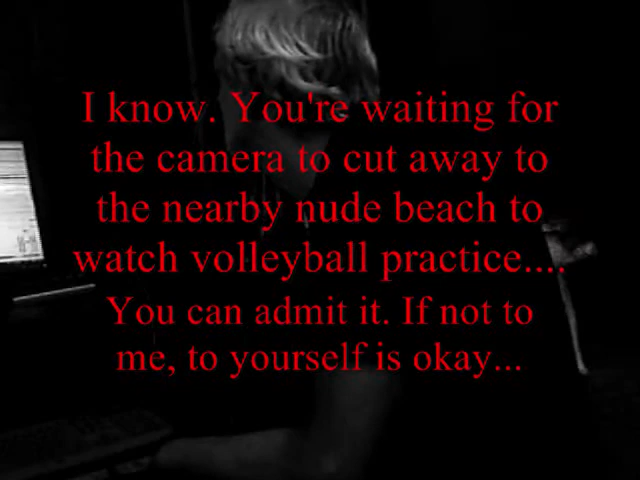 I know. You're waiting for
the camera to cut away to
the nearby nude beach to
watch volleyball practice....
You can admit it. If not to
me, to yourself is okay...